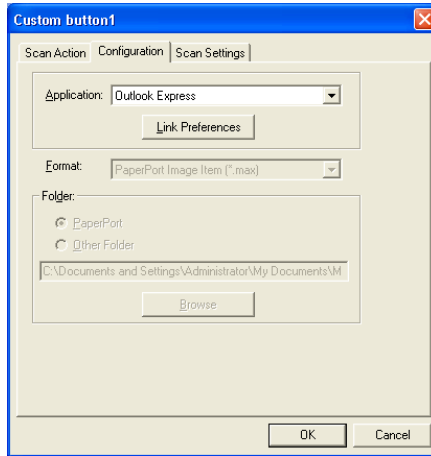 Custom button1
Scan Action Configuration Scan Settings
Application: Outlook Express
Link Preferences
Format: PaperPort Image Item (*.max)
Folder:
PaperPort
Other Folder
C:\Documents and Settings\Administrator\My Documents\M
Browse
OK Cancel